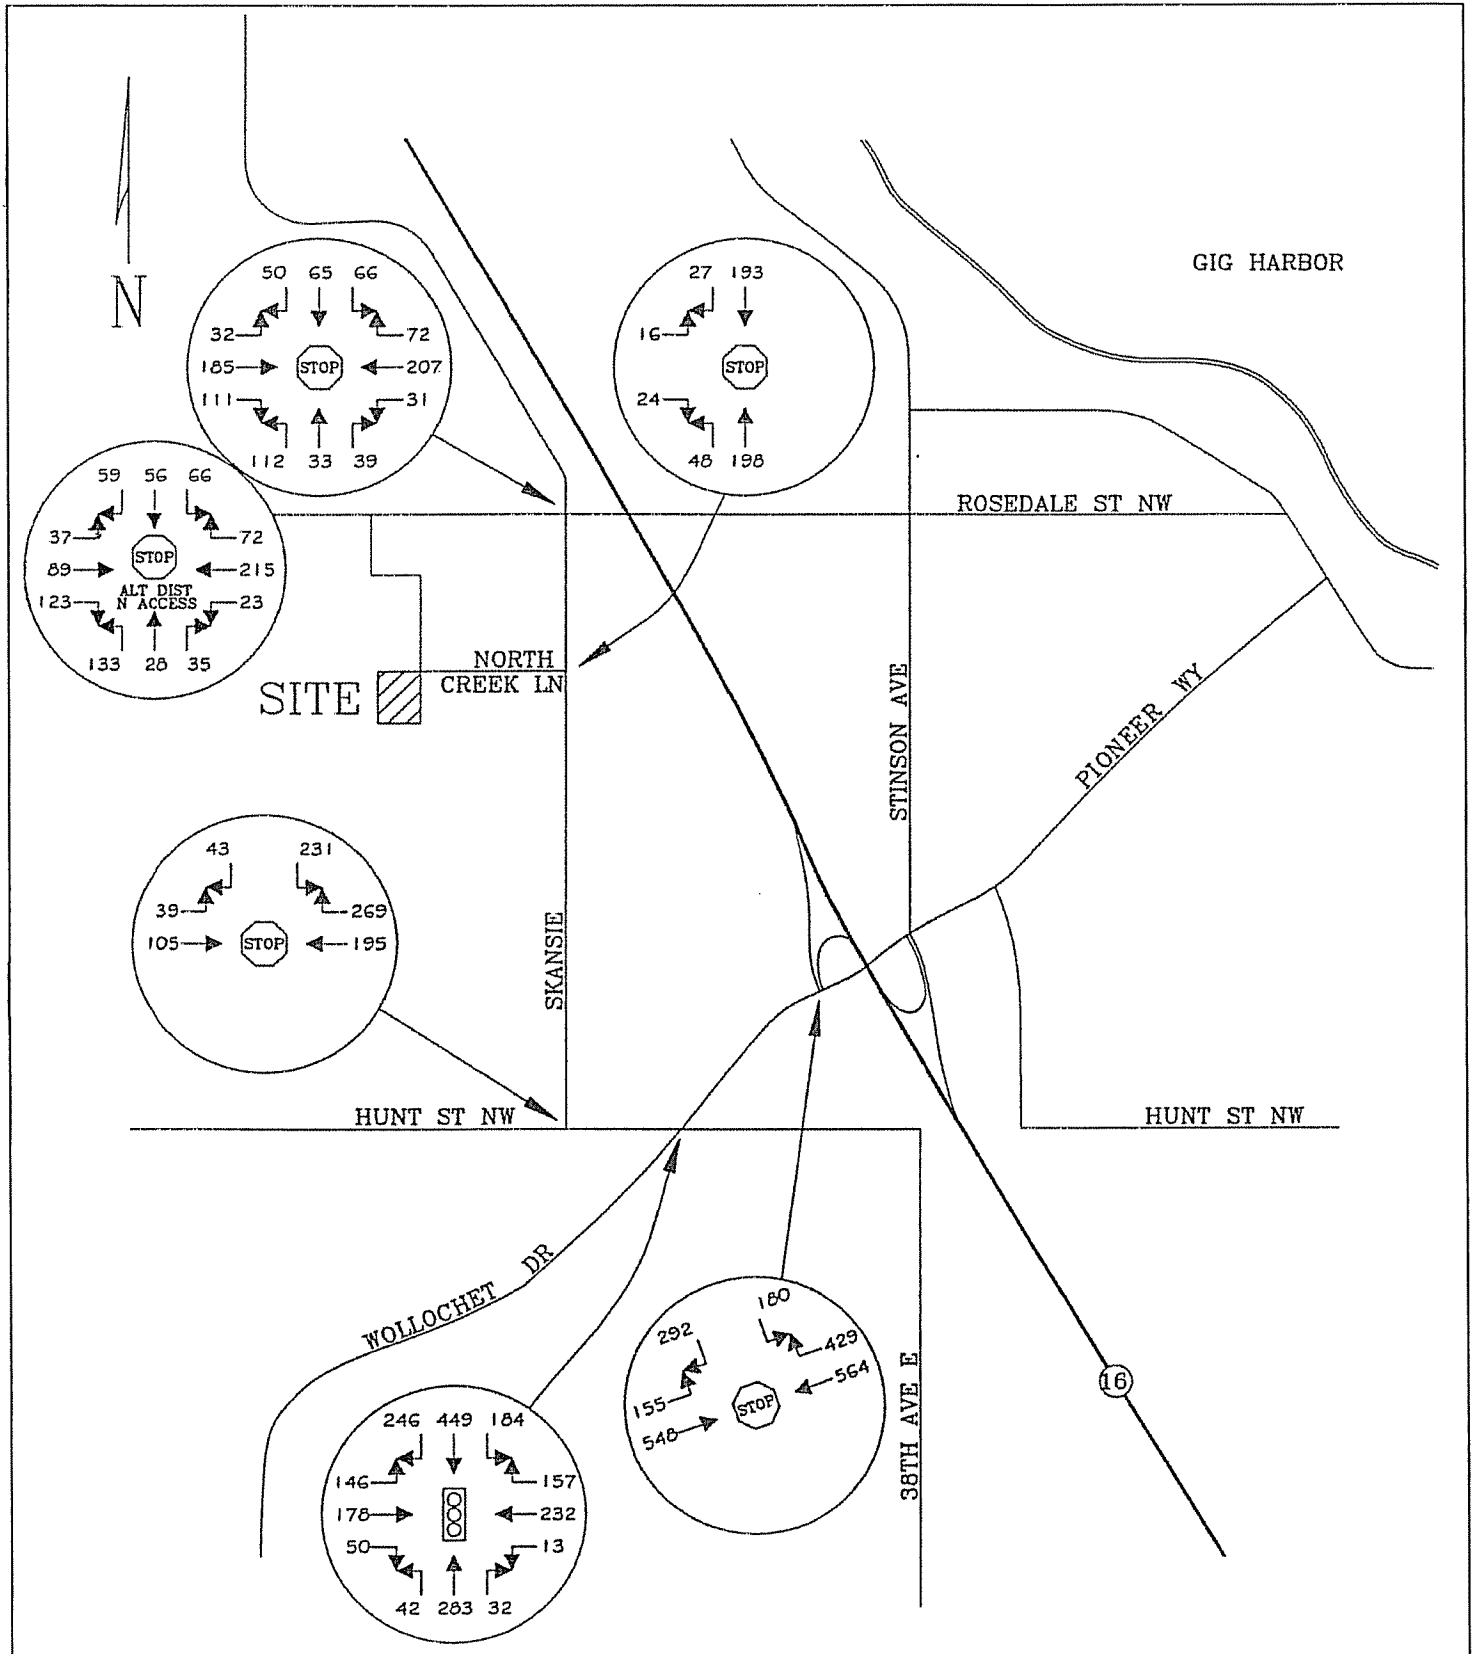 GIG HARBOR
N
50 65 66
32 72
185 STOP 207
111 31
112 33 39
27 193
16
STOP
24
48 198
59 56 66
37 72
STOP
89 215
ALT DIST
N ACCESS
123 23
133 28 35
ROSEDALE ST NW
NORTH
CREEK LN
SITE
STINSON AVE
PIONEER WY
SKANSIE
43 231
39 269
105 STOP 195
HUNT ST NW
HUNT ST NW
WOLLOCHET DR
38TH AVE E
16
180
292 429
564
155 STOP
548
246 449 184
146 157
178 232
50 13
42 283 32